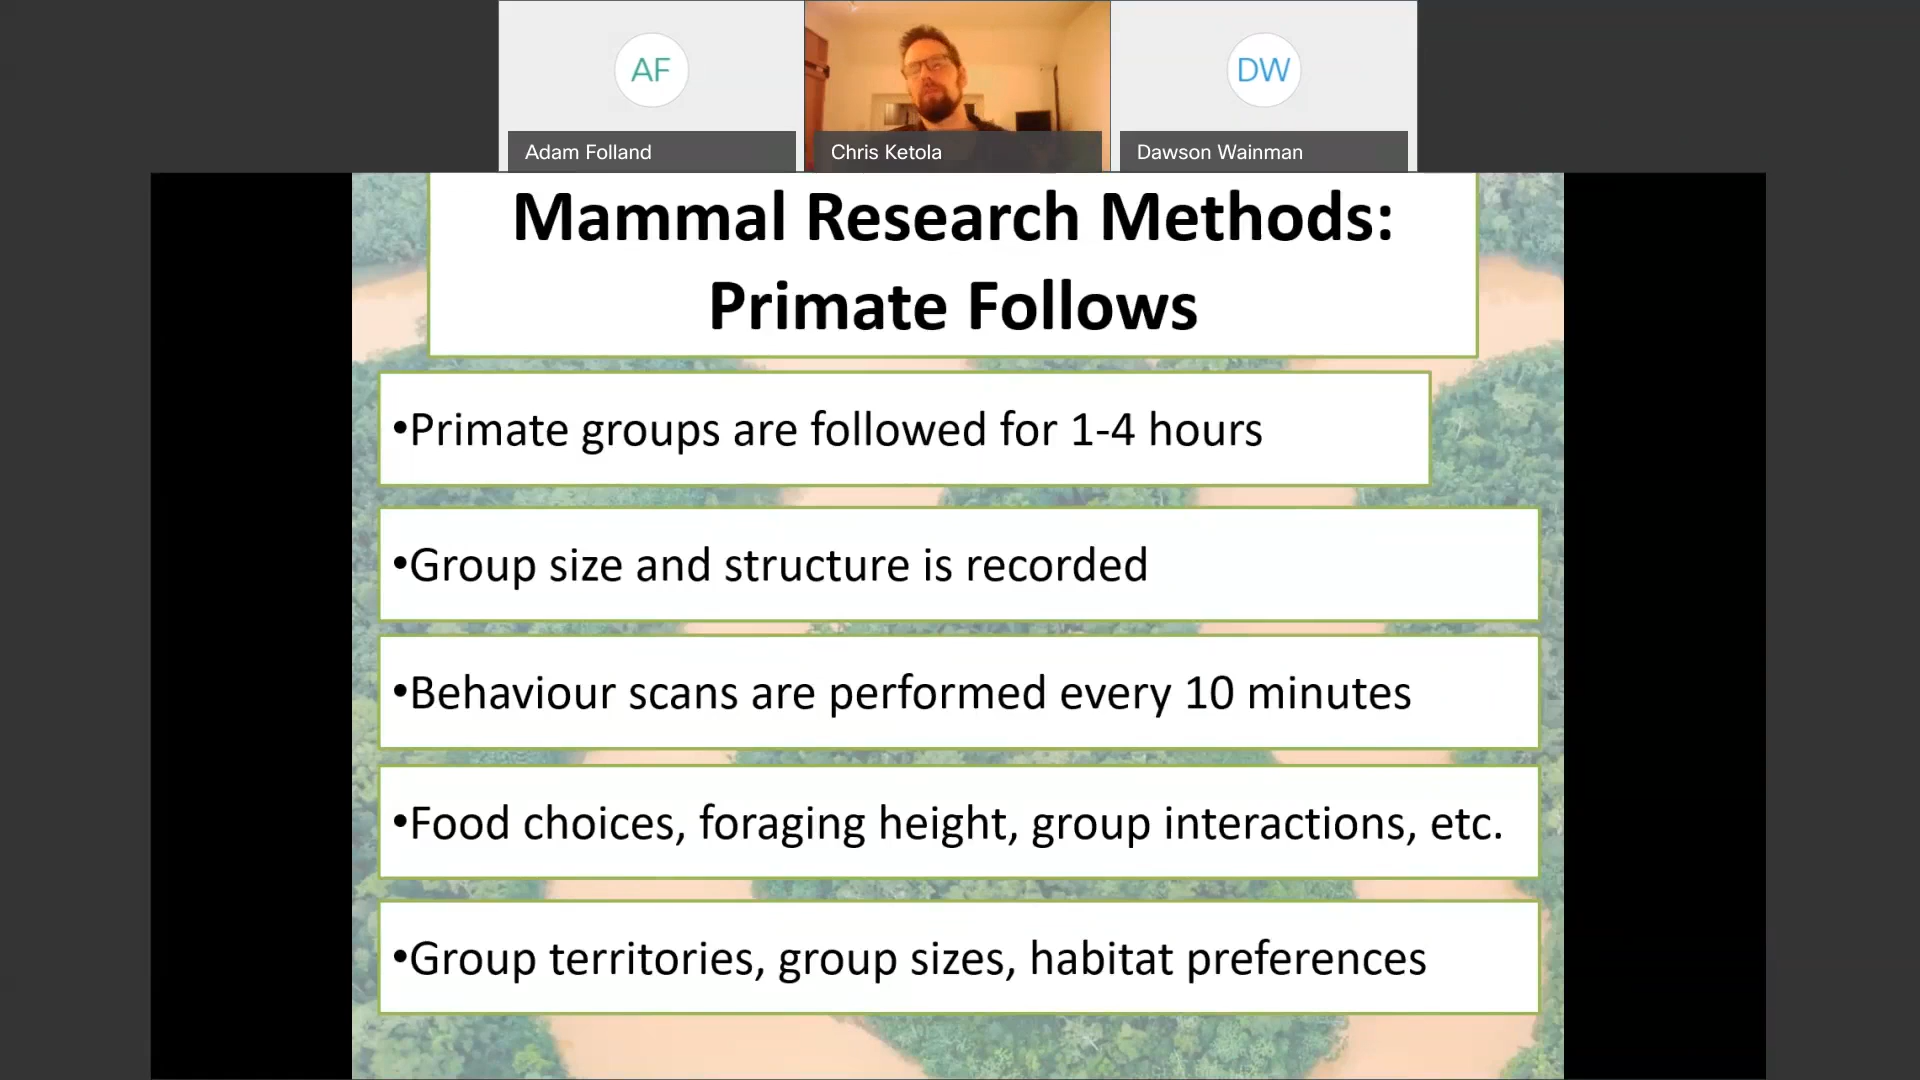 AF
DW
Adam Folland
Chris Ketola
Dawson Wainman
Mammal Research Methods:
Primate Follows
•Primate groups are followed for 1-4 hours
•Group size and structure is recorded
•Behaviour scans are performed every 10 minutes
•Food choices, foraging height, group interactions, etc.
•Group territories, group sizes, habitat preferences